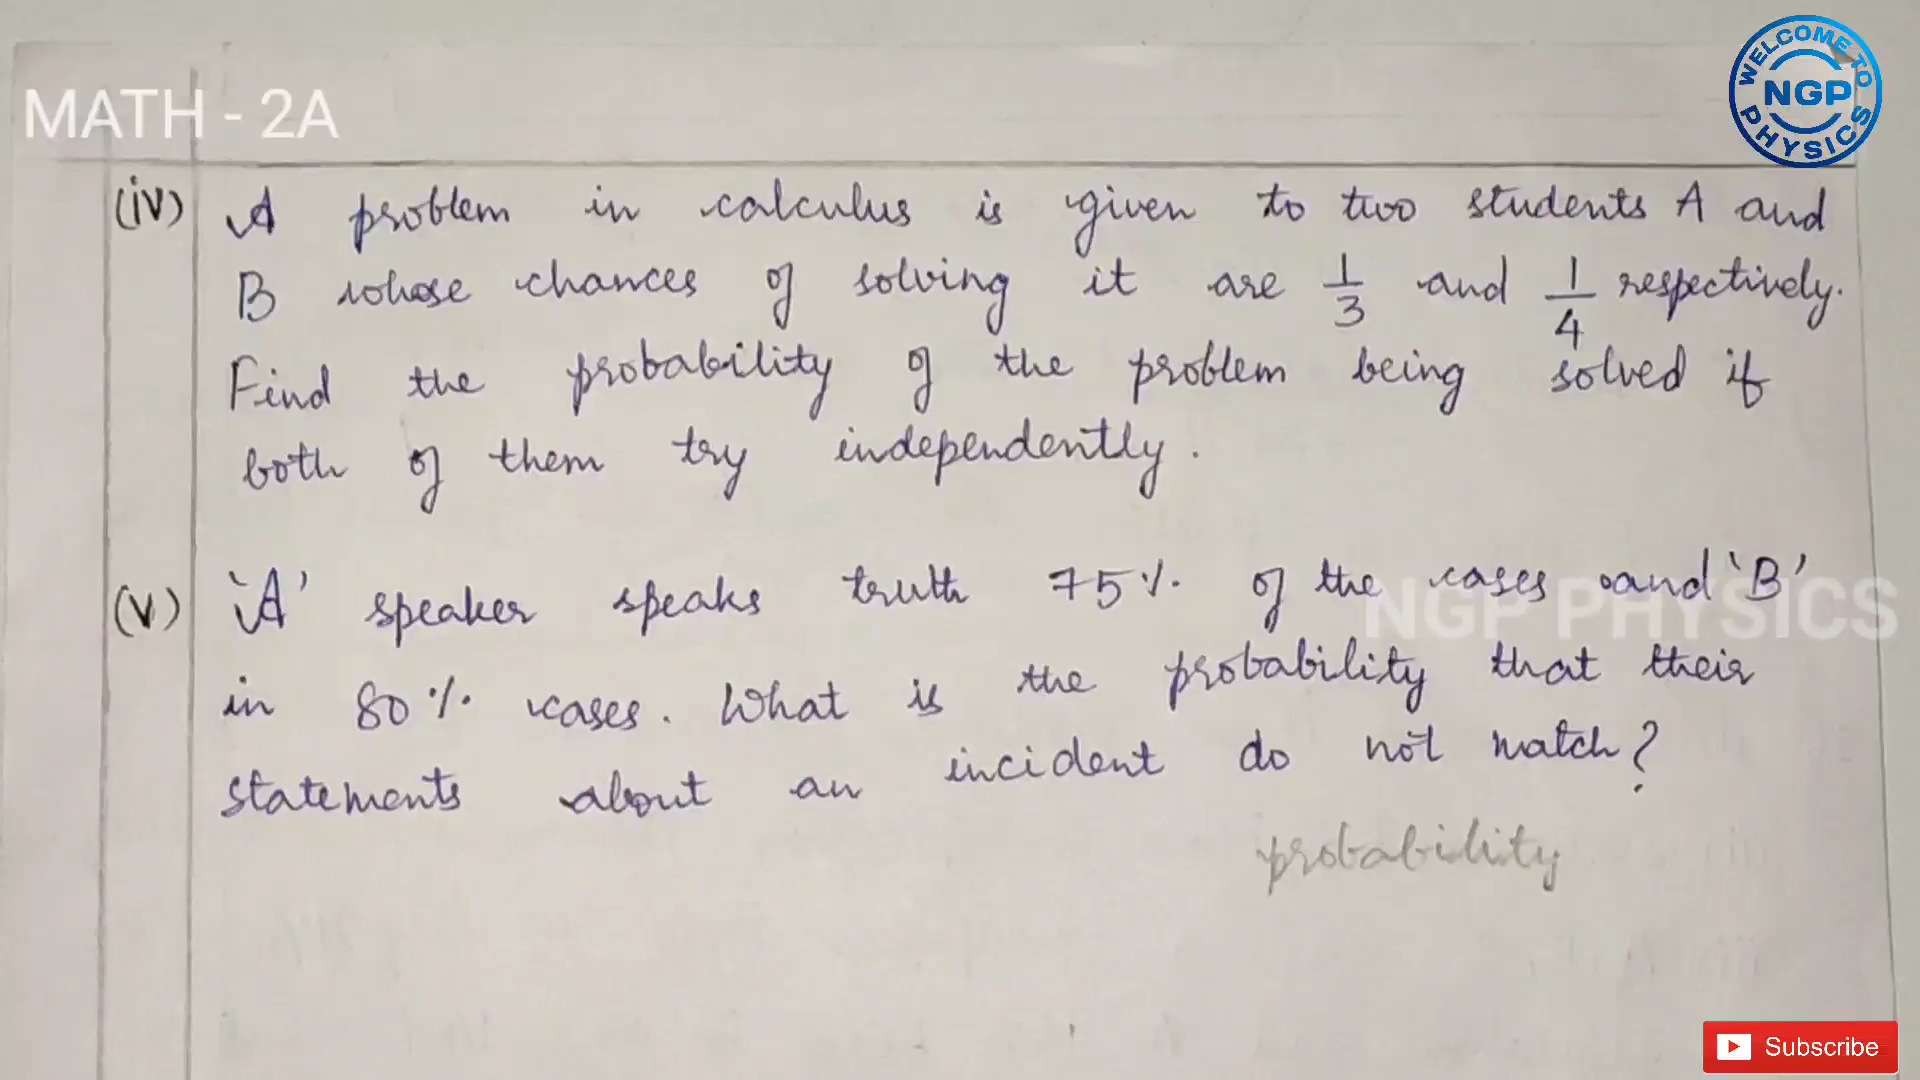 WELCOME TO
NGP
PHYSICS
MATH - 2A
(iv) A problem in calculus is given to two students A and
B whose chances of solving it are 1/3 and 1/4 respectively.
Find the probability of the problem being solved if
both of them try independently.
(v) 'A' speaker speaks truth 75% of the cases and 'B'
NGP PHYSICS
in 80% cases. What is the probability that their
statements about an incident do not match?
probability
Subscribe